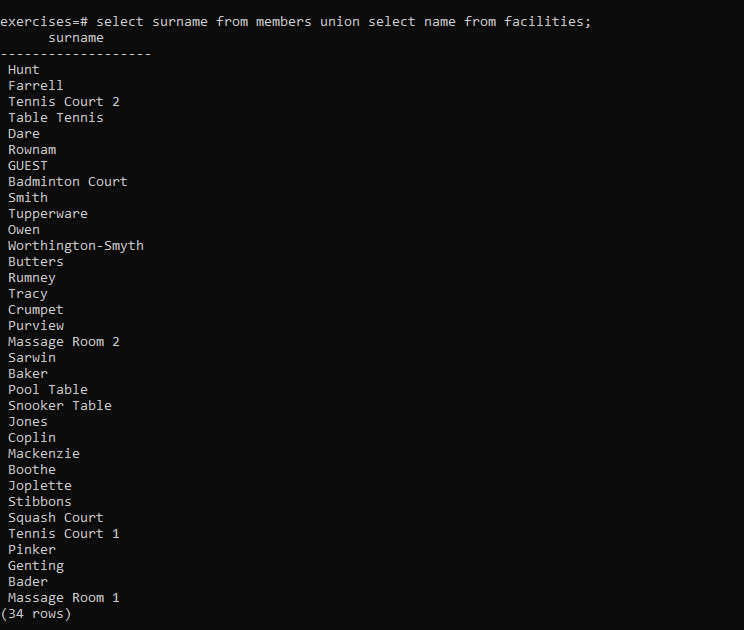 exercises=# select surname from members union select name from facilities;
surname
-------------------
Hunt
Farrell
Tennis Court 2
Table Tennis
Dare
Rownam
GUEST
Badminton Court
Smith
Tupperware
Owen
Worthington-Smyth
Butters
Rumney
Tracy
Crumpet
Purview
Massage Room 2
Sarwin
Baker
Pool Table
Snooker Table
Jones
Coplin
Mackenzie
Boothe
Joplette
Stibbons
Squash Court
Tennis Court 1
Pinker
Genting
Bader
Massage Room 1
(34 rows)